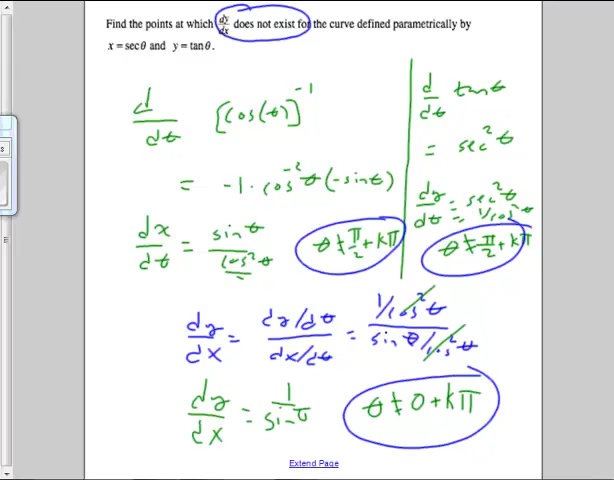 Find the points at which dy/dx does not exist for the curve defined parametrically by
x = secθ and y = tanθ.
d/dθ [cos(θ)]^-1
= -1 · cos^-2 θ (-sinθ)
dx/dθ = sinθ/cos²θ θ ≠ π/2 + kπ
d/dθ tanθ
= sec²θ
dy/dθ = sec²θ
= 1/cos²θ
θ ≠ π/2 + kπ
dy/dx = (dy/dθ)/(dx/dθ) = (1/cos²θ)/(sinθ/cos²θ)
dy/dx = 1/sinθ θ ≠ 0 + kπ
Extend Page